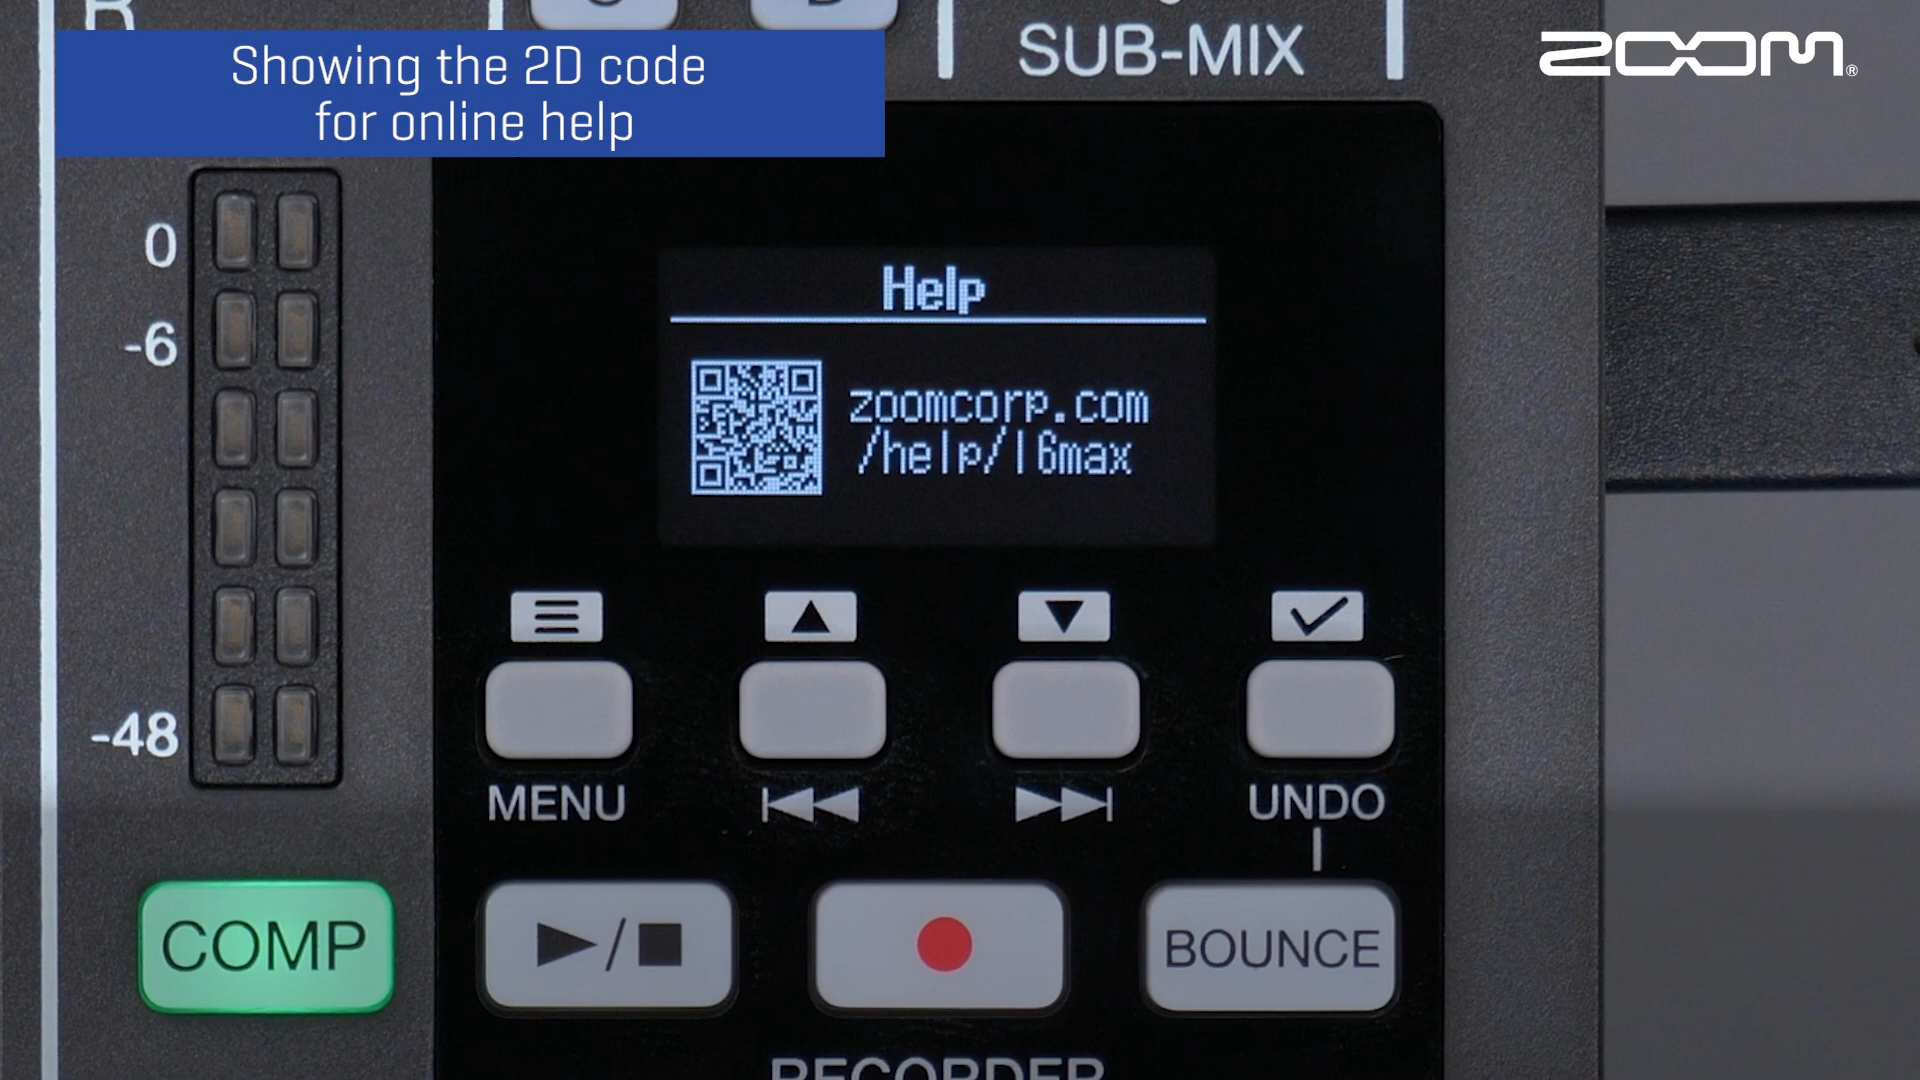 Showing the 2D code
for online help
SUB-MIX
ZOOM®
0
-6
-48
Help
zoomcorp.com
/help/l6max
MENU
UNDO
COMP
BOUNCE
RECORDER